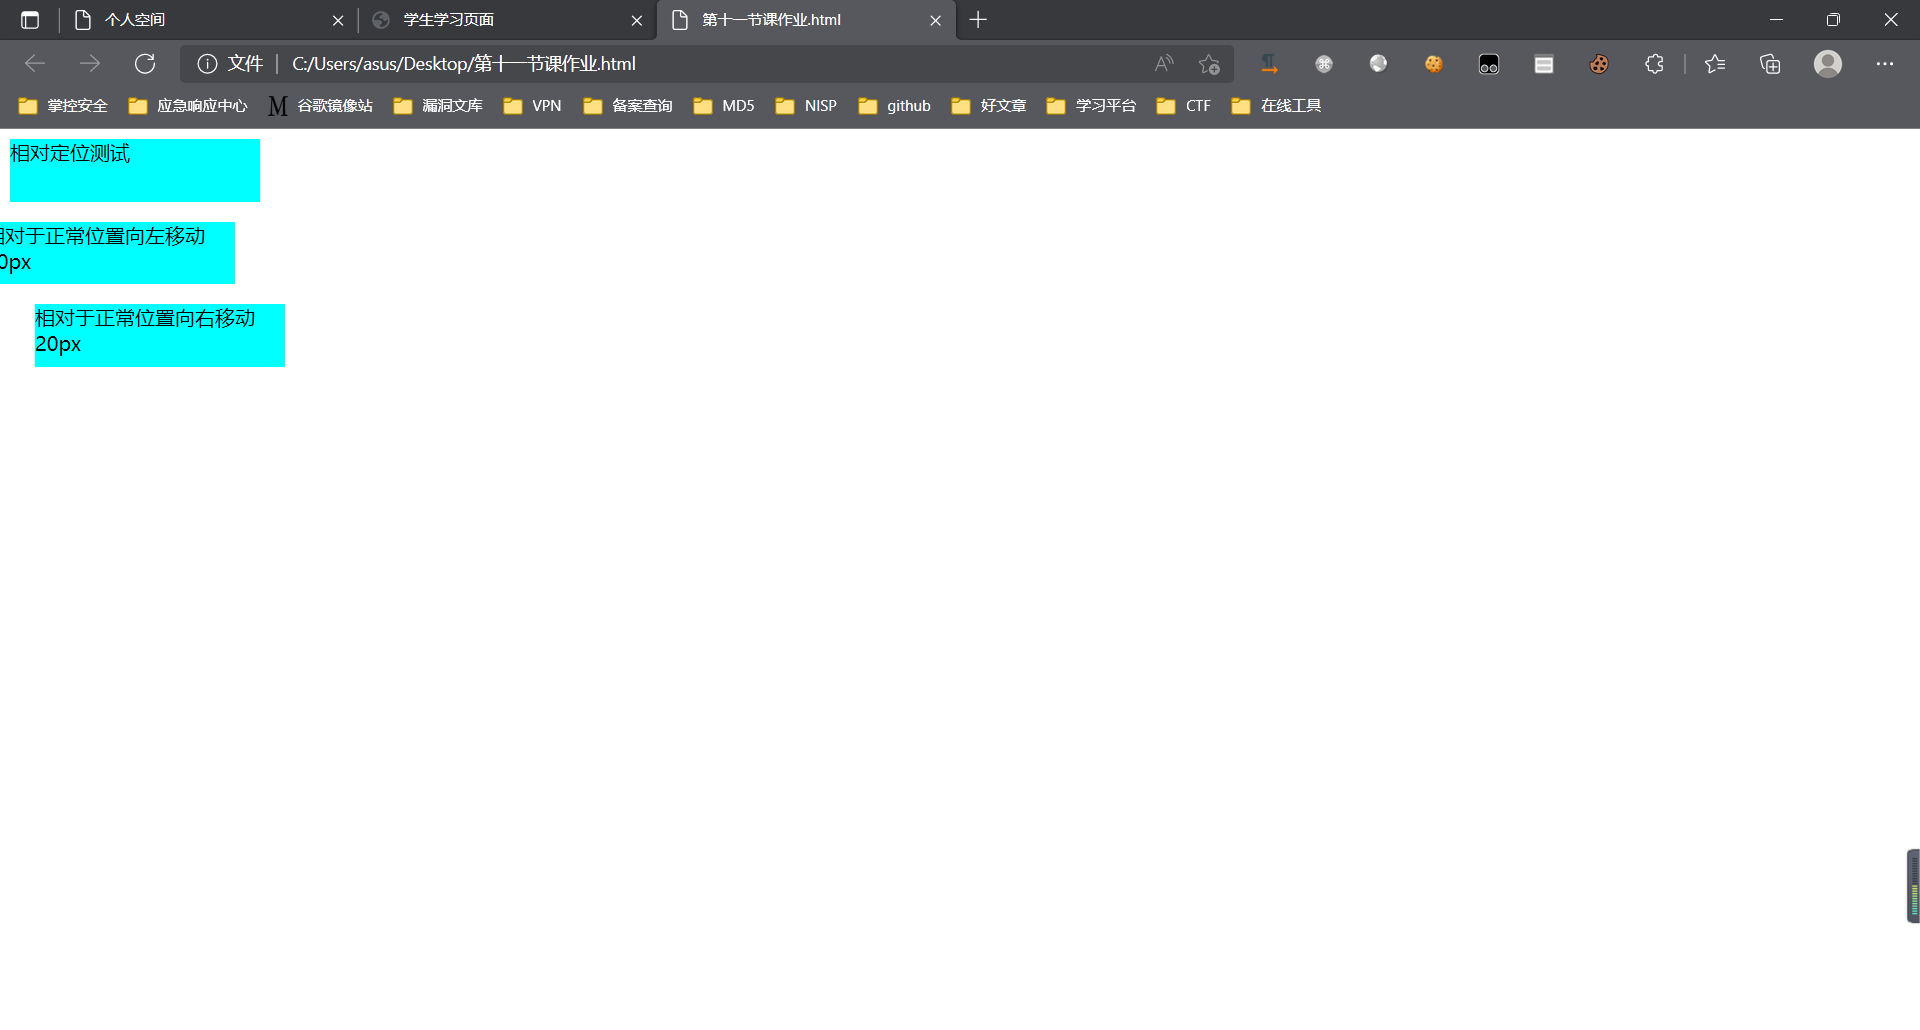 个人空间
学生学习页面
第十一节课作业.html
文件
C:/Users/asus/Desktop/第十一节课作业.html
掌控安全
应急响应中心
M 谷歌镜像站
漏洞文库
VPN
备案查询
MD5
NISP
github
好文章
学习平台
CTF
在线工具
相对定位测试
相对于正常位置向左移动
0px
相对于正常位置向右移动
20px